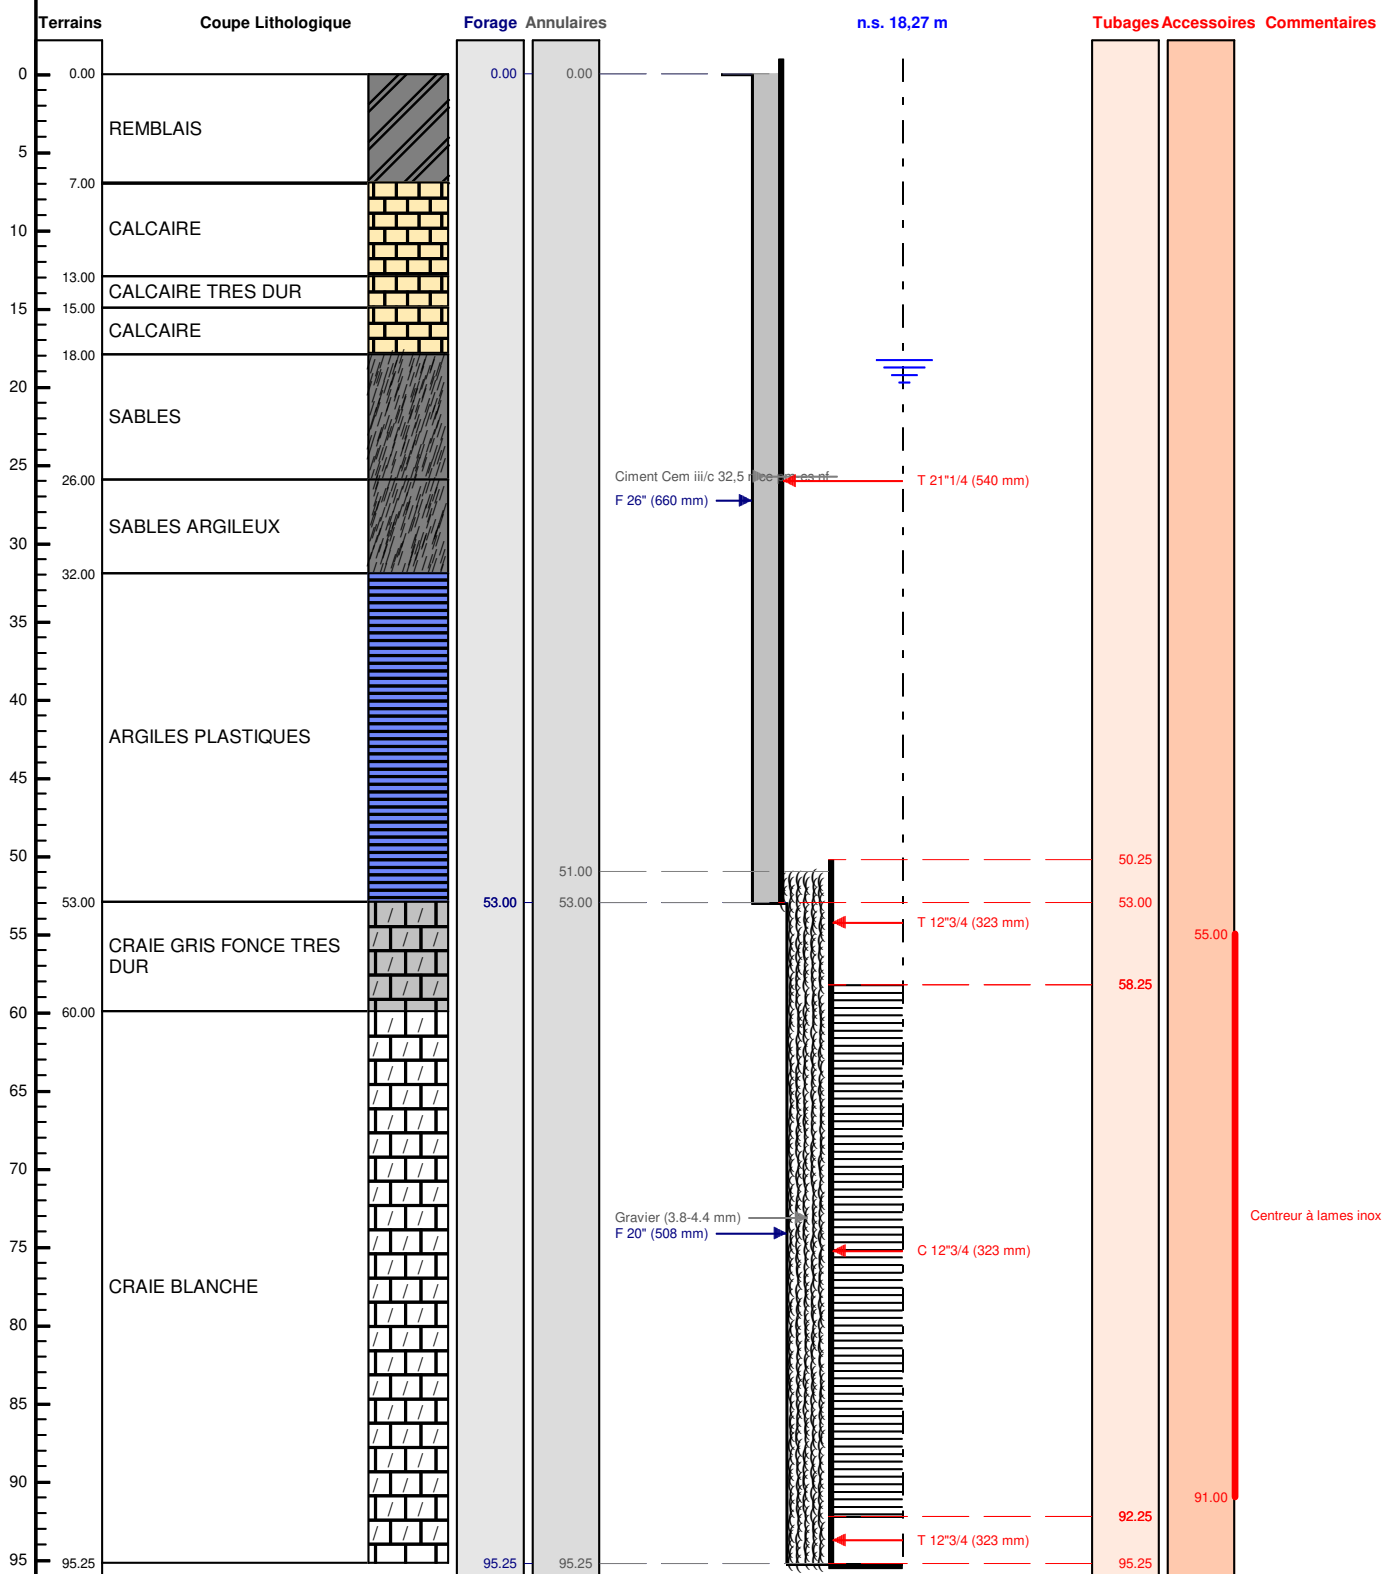 Terrains Coupe Lithologique Forage Annulaires n.s. 18,27 m Tubages Accessoires Commentaires
0 0.00 0.00 0.00
REMBLAIS
5
7.00
CALCAIRE
10
13.00
CALCAIRE TRES DUR
15 15.00
CALCAIRE
18.00
20
SABLES
25
Ciment Cem iii/c 32,5
26.00 T 21"1/4 (540 mm)
F 26" (660 mm)
SABLES ARGILEUX
30
32.00
35
40
ARGILES PLASTIQUES
45
50 50.25
51.00
53.00 53.00 53.00 53.00
T 12"3/4 (323 mm)
55 55.00
CRAIE GRIS FONCE TRES
DUR
58.25
60 60.00
65
70
Gravier (3.8-4.4 mm) Centreur à lames inox
F 20" (508 mm)
75 C 12"3/4 (323 mm)
CRAIE BLANCHE
80
85
90
91.00
92.25
T 12"3/4 (323 mm)
95 95.25 95.25 95.25 95.25